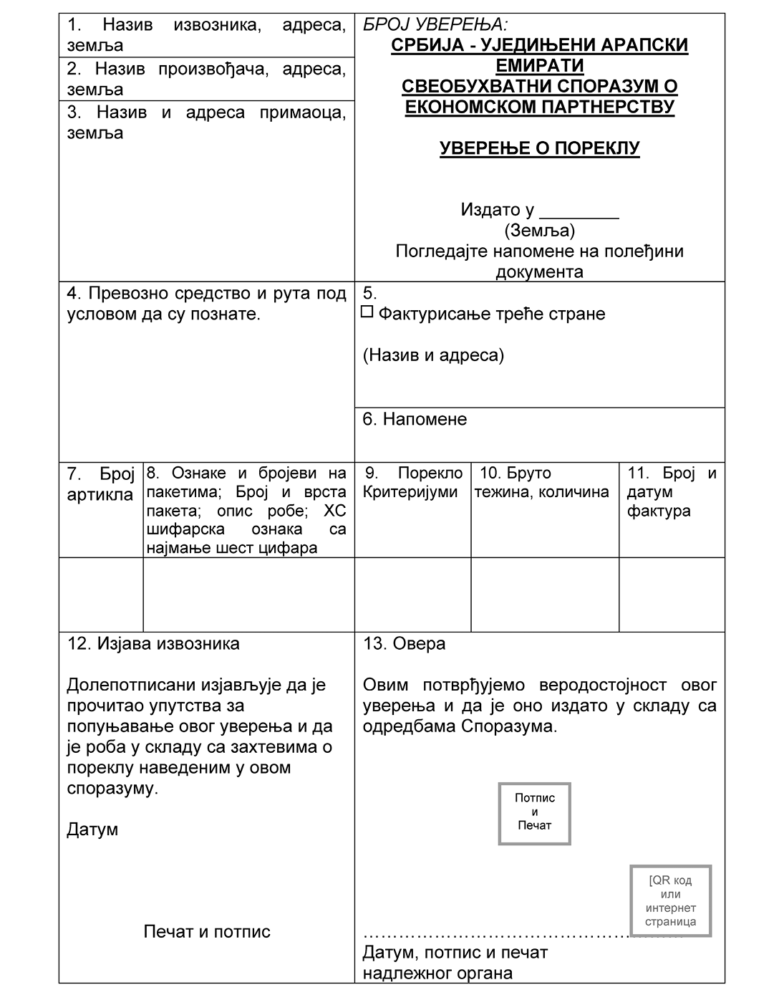 1. Назив извозника, адреса,
земља
2. Назив произвођача, адреса,
земља
3. Назив и адреса примаоца,
земља
БРОЈ УВЕРЕЊА:
СРБИЈА - УЈЕДИЊЕНИ АРАПСКИ
ЕМИРАТИ
СВЕОБУХВАТНИ СПОРАЗУМ О
ЕКОНОМСКОМ ПАРТНЕРСТВУ
УВЕРЕЊЕ О ПОРЕКЛУ
Издато у ________
(Земља)
Погледајте напомене на полеђини
документа
4. Превозно средство и рута под
условом да су познате.
5.
☐ Фактурисање треће стране
(Назив и адреса)
6. Напомене
7. Број
артикла
8. Ознаке и бројеви на
пакетима; Број и врста
пакета; опис робе; ХС
шифарска ознака са
најмање шест цифара
9. Порекло
Критеријуми
10. Бруто
тежина, количина
11. Број и
датум
фактура
12. Изјава извозника
Долепотписани изјављује да је
прочитао упутства за
попуњавање овог уверења и да
је роба у складу са захтевима о
пореклу наведеним у овом
споразуму.
Датум
Печат и потпис
13. Овера
Овим потврђујемо веродостојност овог
уверења и да је оно издато у складу са
одредбама Споразума.
Потпис
и
Печат
[QR код
или
интернет
страница
……………………………………………
Датум, потпис и печат
надлежног органа